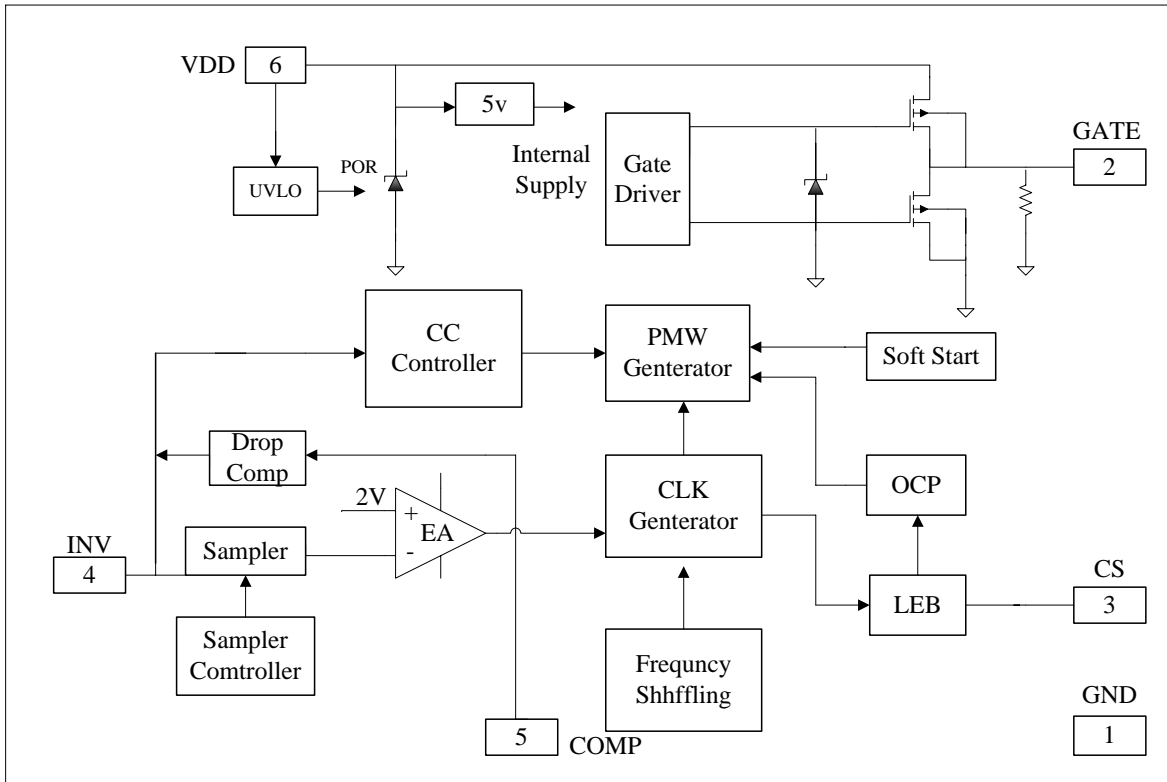 VDD
6
5v
GATE
2
POR
UVLO
Internal
Supply
Gate
Driver
CC
Controller
PMW
Genterator
Soft Start
Drop
Comp
2V
+
EA
-
CLK
Genterator
OCP
INV
4
Sampler
LEB
CS
3
Sampler
Comtroller
Frequncy
Shhffling
5
COMP
GND
1